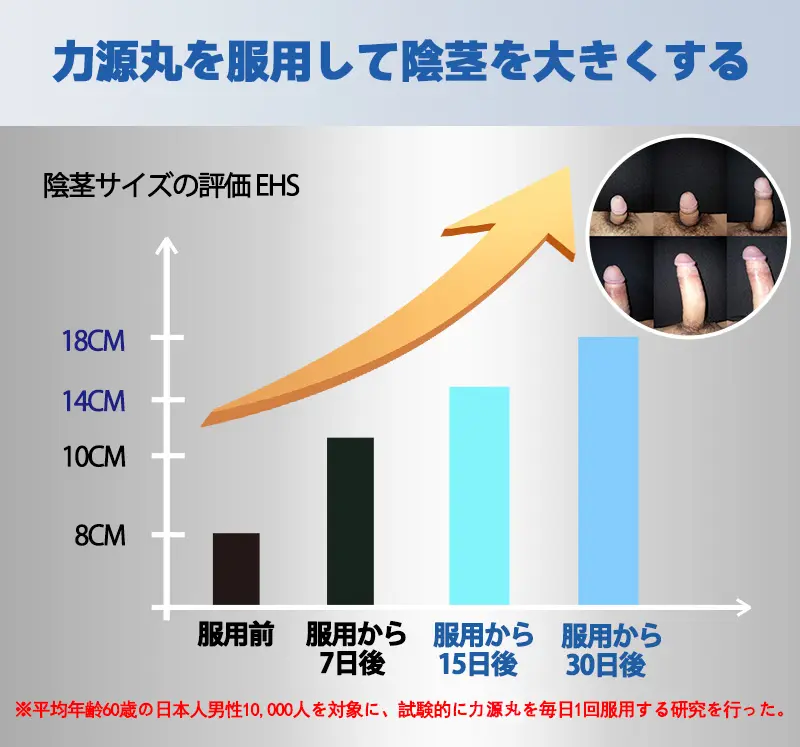 力源丸を服用して陰茎を大きくする
陰茎サイズの評価 EHS
18CM
14CM
10CM
8CM
服用前
服用から
7日後
服用から
15日後
服用から
30日後
※平均年齢60歳の日本人男性10,000人を対象に、試験的に力源丸を毎日1回服用する研究を行った。